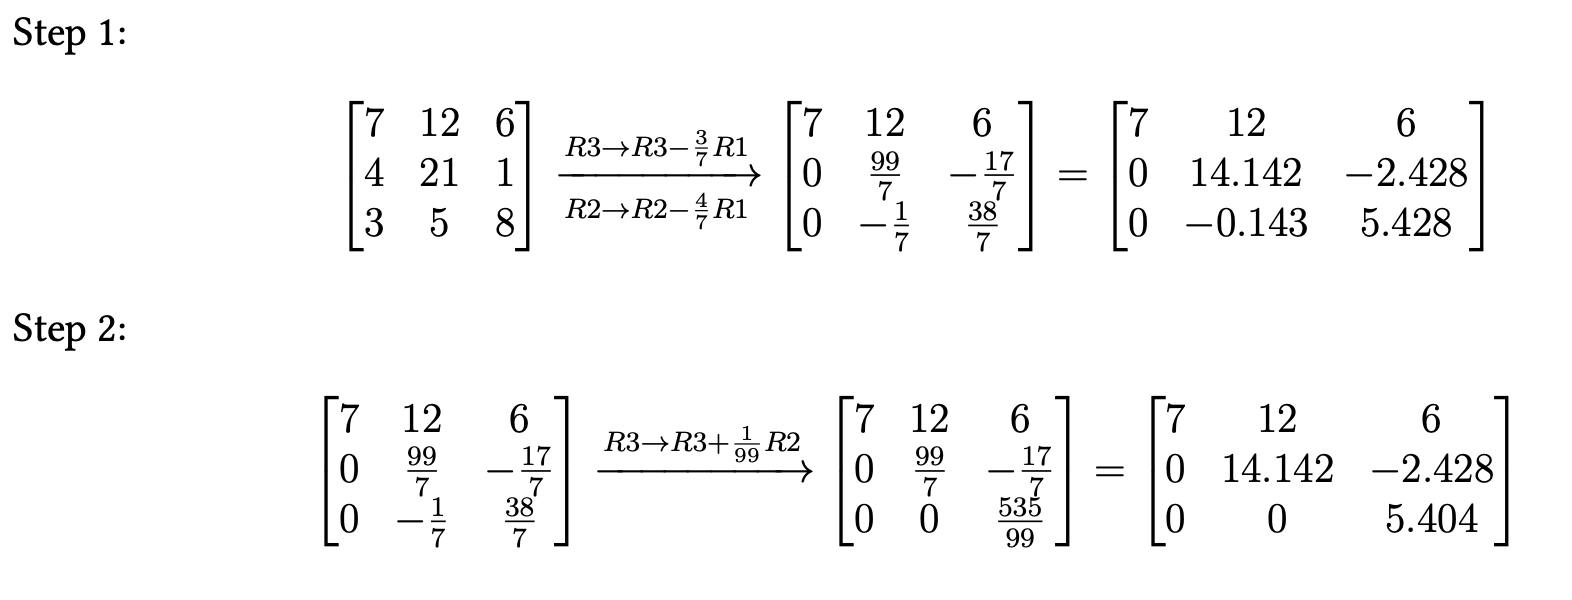 Step 1:
[7 12 6; 4 21 1; 3 5 8] R3→R3−3/7R1 R2→R2−4/7R1 [7 12 6; 0 99/7 −17/7; 0 −1/7 38/7] = [7 12 6; 0 14.142 −2.428; 0 −0.143 5.428]
Step 2:
[7 12 6; 0 99/7 −17/7; 0 −1/7 38/7] R3→R3+1/99R2 [7 12 6; 0 99/7 −17/7; 0 0 535/99] = [7 12 6; 0 14.142 −2.428; 0 0 5.404]